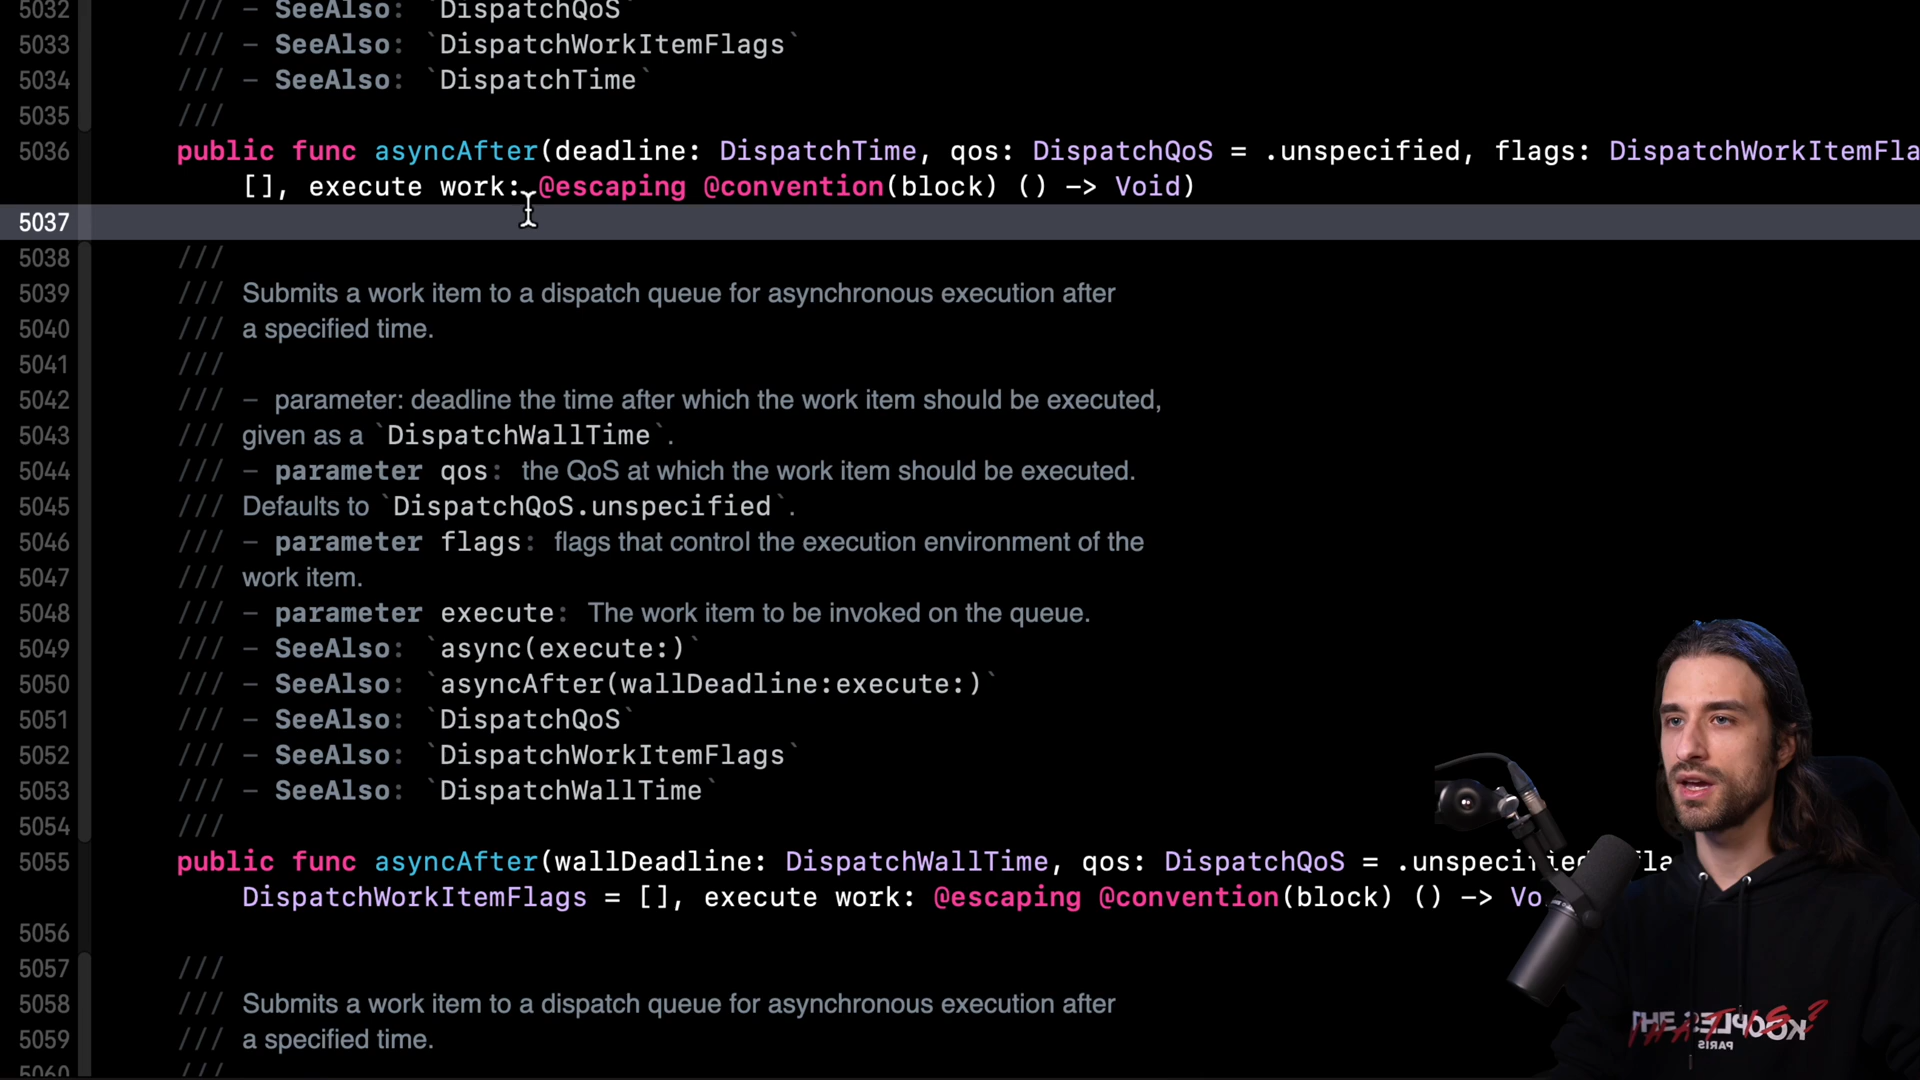 5032 /// – SeeAlso: `DispatchQoS`
5033 /// – SeeAlso: `DispatchWorkItemFlags`
5034 /// – SeeAlso: `DispatchTime`
5035 ///
5036 public func asyncAfter(deadline: DispatchTime, qos: DispatchQoS = .unspecified, flags: DispatchWorkItemFla
[], execute work: @escaping @convention(block) () -> Void)
5037
5038 ///
5039 /// Submits a work item to a dispatch queue for asynchronous execution after
5040 /// a specified time.
5041 ///
5042 /// – parameter: deadline the time after which the work item should be executed,
5043 /// given as a `DispatchWallTime`.
5044 /// – parameter qos: the QoS at which the work item should be executed.
5045 /// Defaults to `DispatchQoS.unspecified`.
5046 /// – parameter flags: flags that control the execution environment of the
5047 /// work item.
5048 /// – parameter execute: The work item to be invoked on the queue.
5049 /// – SeeAlso: `async(execute:)`
5050 /// – SeeAlso: `asyncAfter(wallDeadline:execute:)`
5051 /// – SeeAlso: `DispatchQoS`
5052 /// – SeeAlso: `DispatchWorkItemFlags`
5053 /// – SeeAlso: `DispatchWallTime`
5054 ///
5055 public func asyncAfter(wallDeadline: DispatchWallTime, qos: DispatchQoS = .unspecified, fla
DispatchWorkItemFlags = [], execute work: @escaping @convention(block) () -> Vo
5056
5057 ///
5058 /// Submits a work item to a dispatch queue for asynchronous execution after
5059 /// a specified time.
5060 ///
THE KOOPLES
PARIS